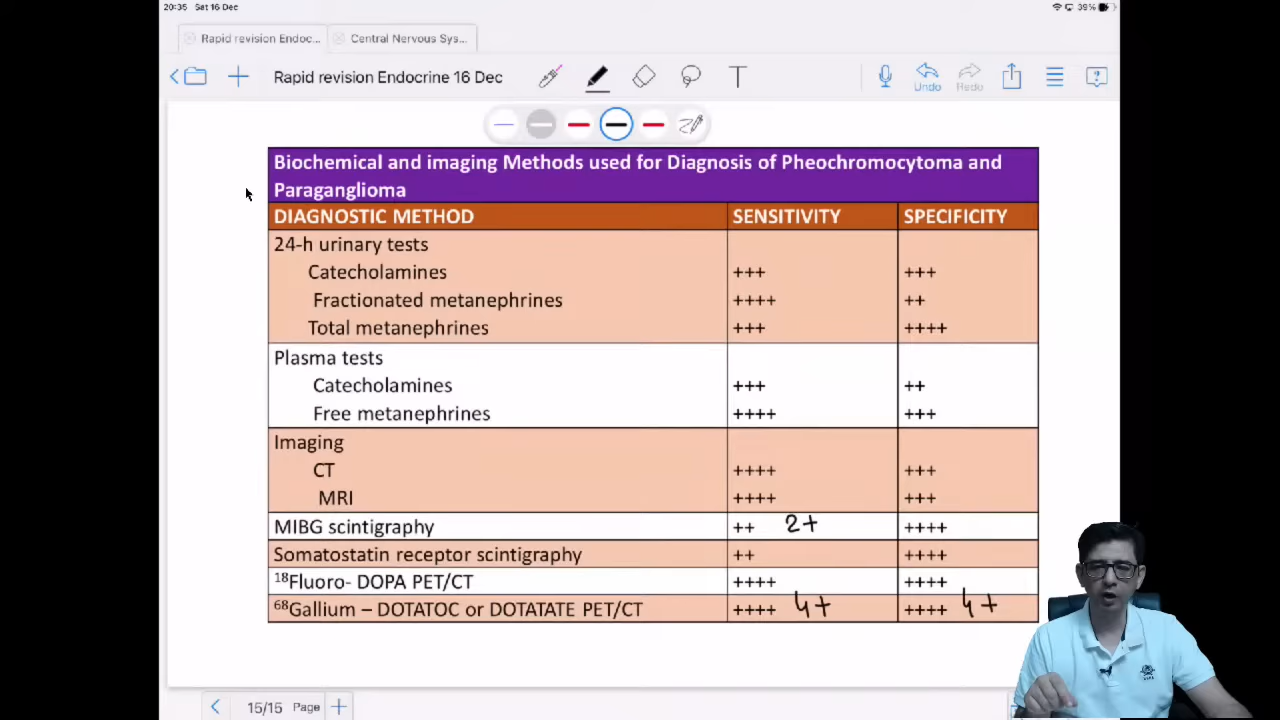 20:35 Sat 16 Dec 39%
Rapid revision Endoc... Central Nervous Sys...
Rapid revision Endocrine 16 Dec T Undo Redo
Biochemical and imaging Methods used for Diagnosis of Pheochromocytoma and
Paraganglioma
DIAGNOSTIC METHOD SENSITIVITY SPECIFICITY
24-h urinary tests
Catecholamines +++ +++
Fractionated metanephrines ++++ ++
Total metanephrines +++ ++++
Plasma tests
Catecholamines +++ ++
Free metanephrines ++++ +++
Imaging
CT ++++ +++
MRI ++++ +++
MIBG scintigraphy ++ 2+ ++++
Somatostatin receptor scintigraphy ++ ++++
¹⁸Fluoro- DOPA PET/CT ++++ ++++
⁶⁸Gallium – DOTATOC or DOTATATE PET/CT ++++ 4+ ++++ 4+
15/15 Page